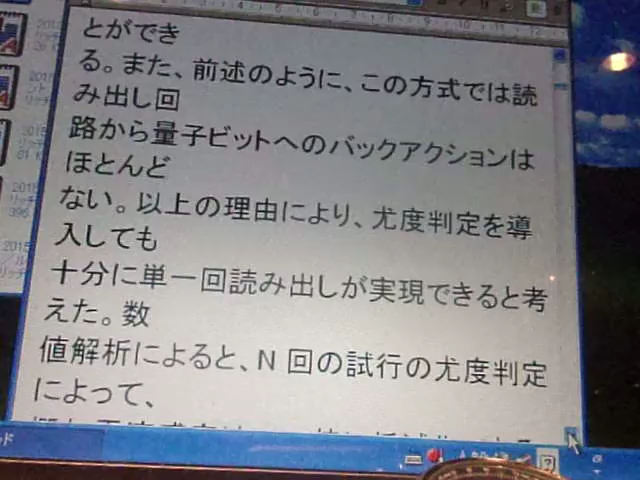 とができ
る。また、前述のように、この方式では読
み出し回
路から量子ビットへのバックアクションは
ほとんど
ない。以上の理由により、尤度判定を導
入しても
十分に単一回読み出しが実現できると考
えた。数
値解析によると、N 回の試行の尤度判定
によって、